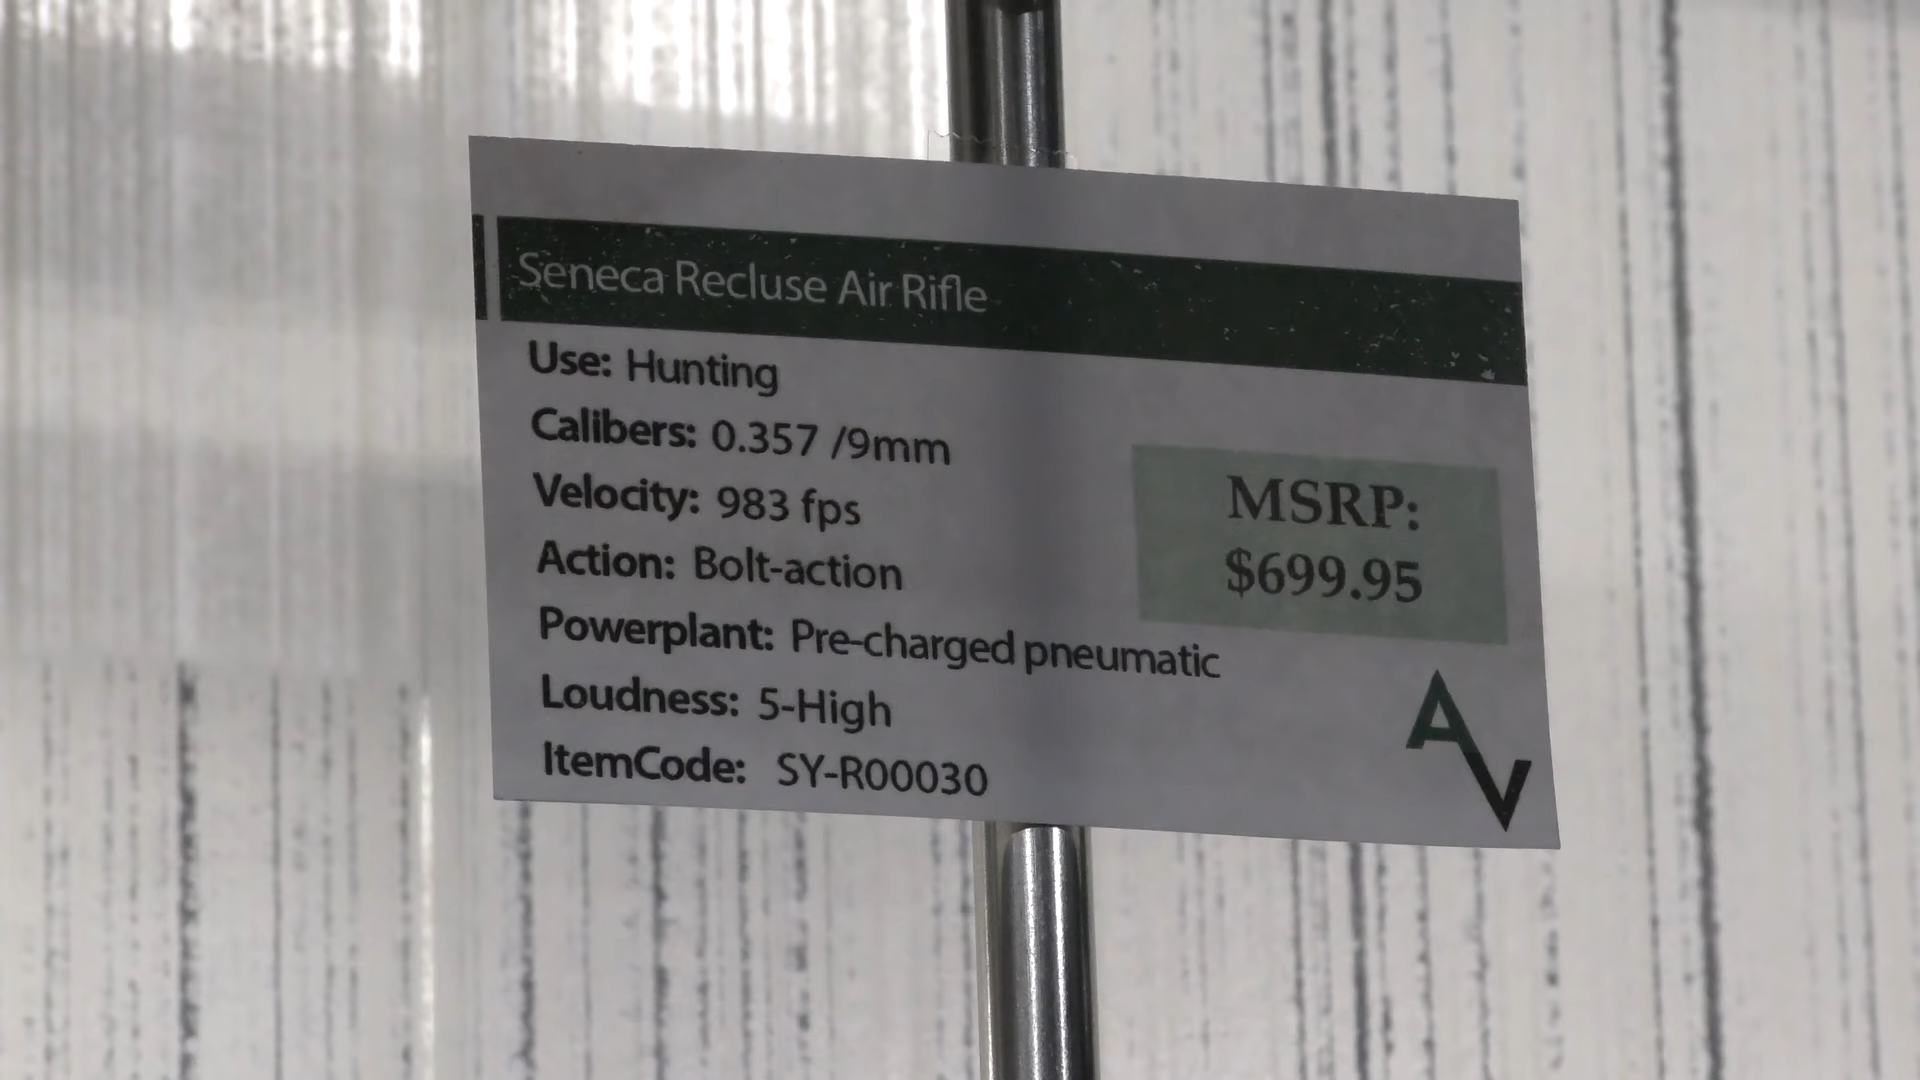 Seneca Recluse Air Rifle
Use: Hunting
Calibers: 0.357 /9mm
Velocity: 983 fps
Action: Bolt-action
Powerplant: Pre-charged pneumatic
Loudness: 5-High
ItemCode: SY-R00030
MSRP:
$699.95
AV